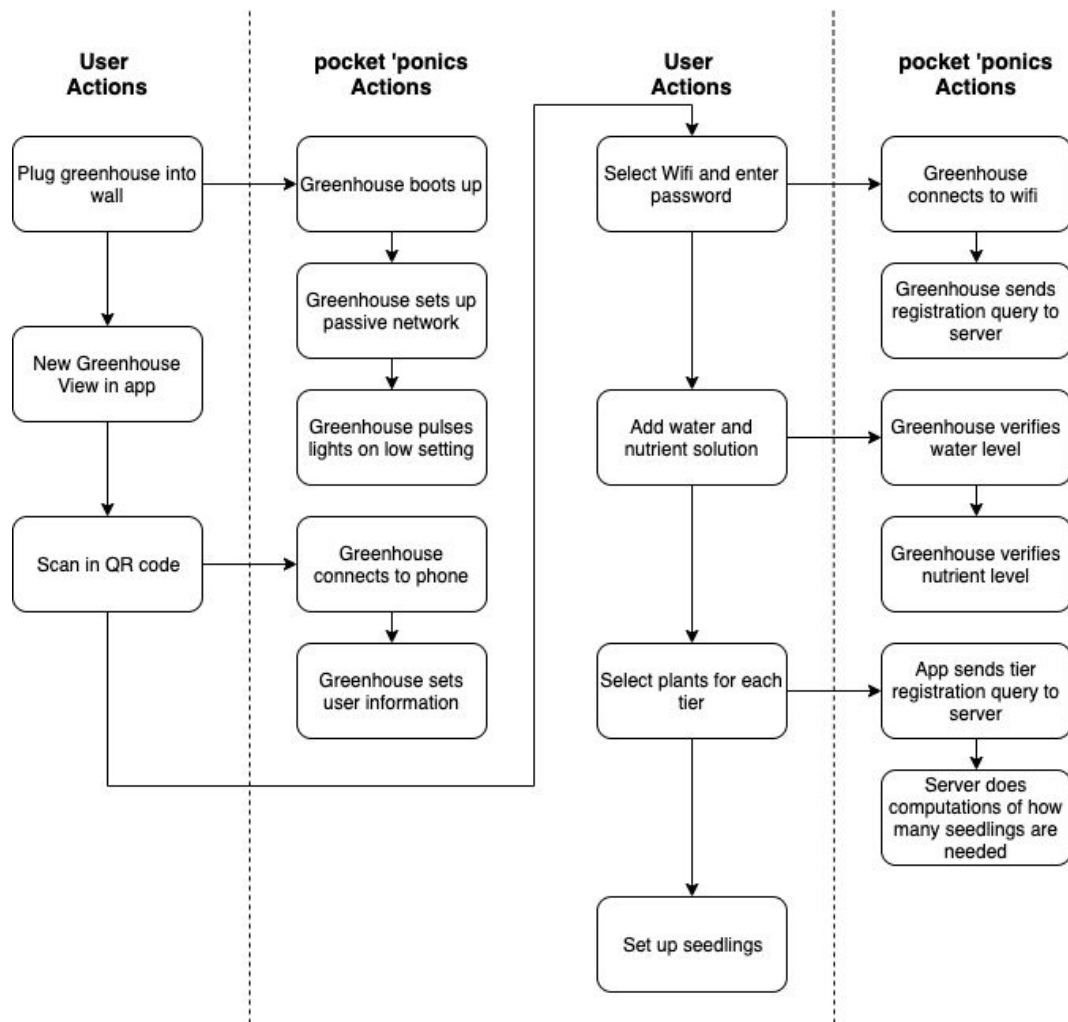 User
Actions
pocket 'ponics
Actions
Plug greenhouse into
wall
Greenhouse boots up
Greenhouse sets up
passive network
New Greenhouse
View in app
Greenhouse pulses
lights on low setting
Scan in QR code
Greenhouse
connects to phone
Greenhouse sets
user information
User
Actions
pocket 'ponics
Actions
Select Wifi and enter
password
Greenhouse
connects to wifi
Greenhouse sends
registration query to
server
Add water and
nutrient solution
Greenhouse verifies
water level
Greenhouse verifies
nutrient level
Select plants for each
tier
App sends tier
registration query to
server
Server does
computations of how
many seedlings are
needed
Set up seedlings